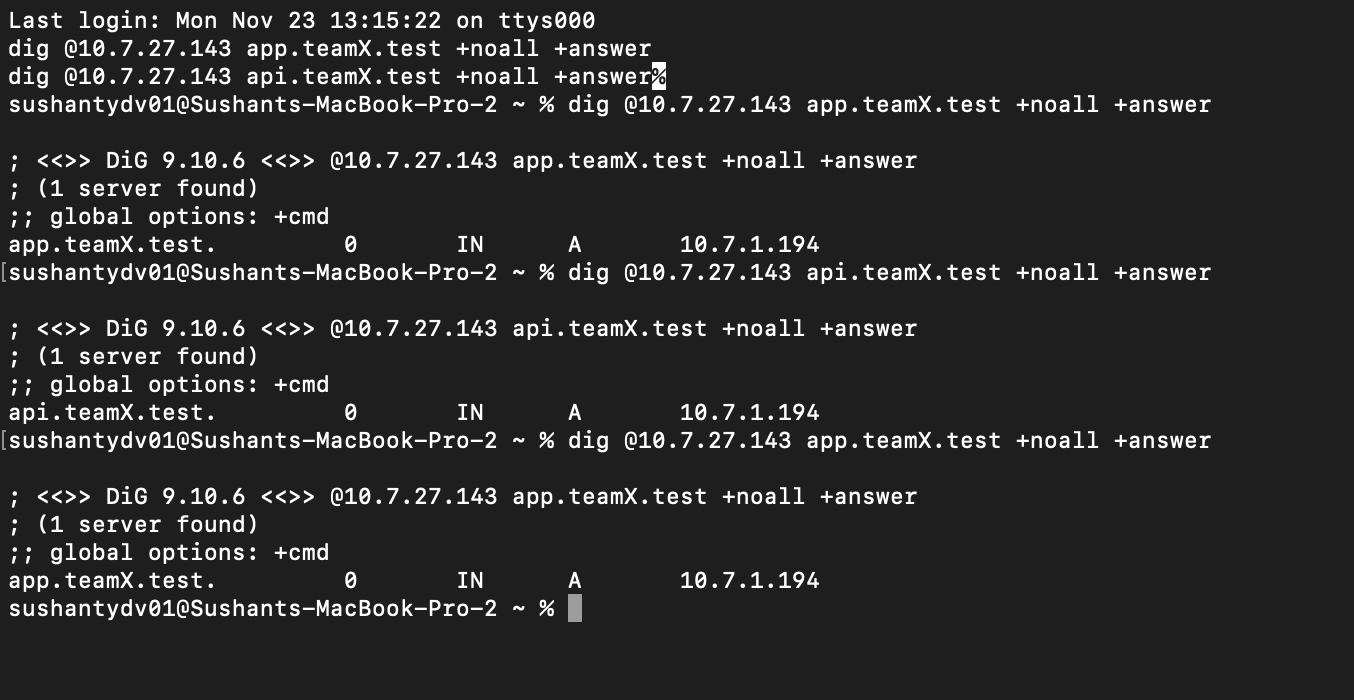 Last login: Mon Nov 23 13:15:22 on ttys000
dig @10.7.27.143 app.teamX.test +noall +answer
dig @10.7.27.143 api.teamX.test +noall +answer%
sushantydv01@Sushants-MacBook-Pro-2 ~ % dig @10.7.27.143 app.teamX.test +noall +answer
; <<>> DiG 9.10.6 <<>> @10.7.27.143 app.teamX.test +noall +answer
; (1 server found)
;; global options: +cmd
app.teamX.test. 0 IN A 10.7.1.194
[sushantydv01@Sushants-MacBook-Pro-2 ~ % dig @10.7.27.143 api.teamX.test +noall +answer
; <<>> DiG 9.10.6 <<>> @10.7.27.143 api.teamX.test +noall +answer
; (1 server found)
;; global options: +cmd
api.teamX.test. 0 IN A 10.7.1.194
[sushantydv01@Sushants-MacBook-Pro-2 ~ % dig @10.7.27.143 app.teamX.test +noall +answer
; <<>> DiG 9.10.6 <<>> @10.7.27.143 app.teamX.test +noall +answer
; (1 server found)
;; global options: +cmd
app.teamX.test. 0 IN A 10.7.1.194
sushantydv01@Sushants-MacBook-Pro-2 ~ %